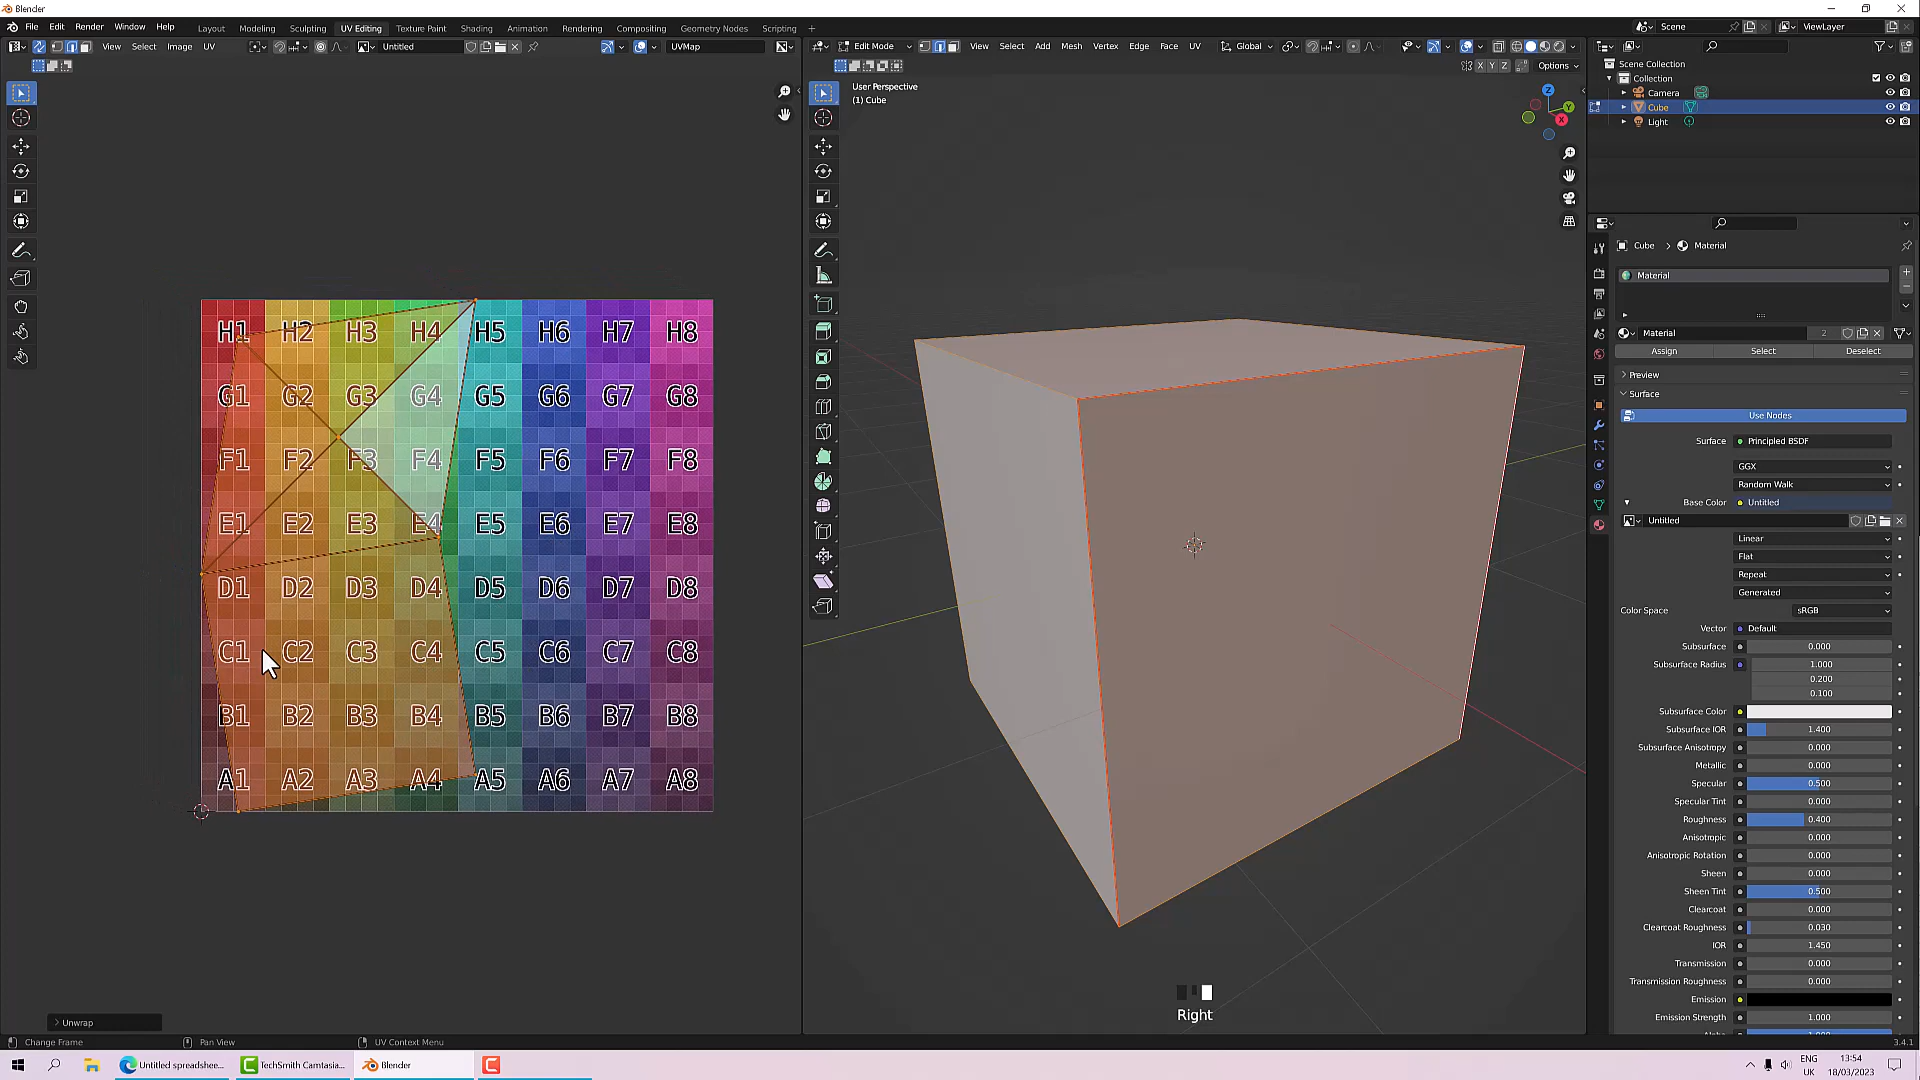 Blender
File Edit Render Window Help Layout Modeling Sculpting UV Editing Texture Paint Shading Animation Rendering Compositing Geometry Nodes Scripting +
Scene ViewLayer
View Select Image UV Untitled UVMap
Edit Mode View Select Add Mesh Vertex Edge Face UV Global
X Y Z Options
User Perspective
(1) Cube
Z
Y
X
Scene Collection
Collection
Camera
Cube
Light
Cube > Material
Material
Material 2
Assign Select Deselect
Preview
Surface
Use Nodes
Surface Principled BSDF
GGX
Random Walk
Base Color Untitled
Untitled
Linear
Flat
Repeat
Generated
Color Space sRGB
Vector Default
Subsurface 0.000
Subsurface Radius 1.000
0.200
0.100
Subsurface Color
Subsurface IOR 1.400
Subsurface Anisotropy 0.000
Metallic 0.000
Specular 0.500
Specular Tint 0.000
Roughness 0.400
Anisotropic 0.000
Anisotropic Rotation 0.000
Sheen 0.000
Sheen Tint 0.500
Clearcoat 0.000
Clearcoat Roughness 0.030
IOR 1.450
Transmission 0.000
Transmission Roughness 0.000
Emission
Emission Strength 1.000
H1 H2 H3 H4 H5 H6 H7 H8
G1 G2 G3 G4 G5 G6 G7 G8
F1 F2 F3 F4 F5 F6 F7 F8
E1 E2 E3 E4 E5 E6 E7 E8
D1 D2 D3 D4 D5 D6 D7 D8
C1 C2 C3 C4 C5 C6 C7 C8
B1 B2 B3 B4 B5 B6 B7 B8
A1 A2 A3 A4 A5 A6 A7 A8
Right
> Unwrap
Change Frame Pan View UV Context Menu 3.4.1
Untitled spreadshee... TechSmith Camtasia... Blender
ENG
UK
13:54
18/03/2023